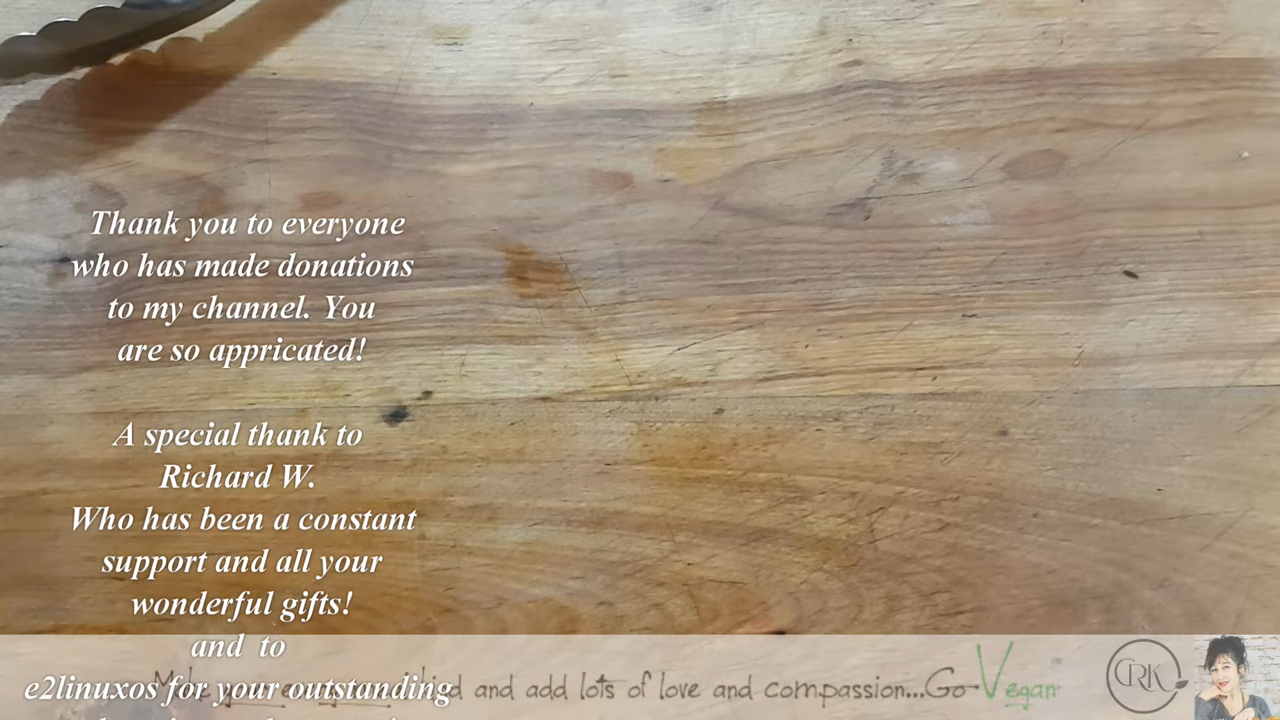 Thank you to everyone
who has made donations
to my channel. You
are so appricated!
A special thank to
Richard W.
Who has been a constant
support and all your
wonderful gifts!
and to
e2linuxos for your outstanding
and add lots of love and compassion...Go Vegan
CRK